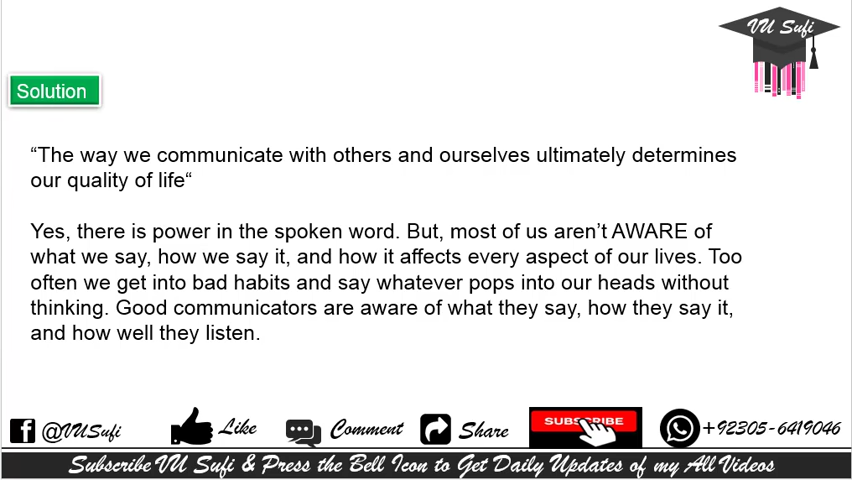 VU Sufi
Solution
“The way we communicate with others and ourselves ultimately determines
our quality of life“
Yes, there is power in the spoken word. But, most of us aren’t AWARE of
what we say, how we say it, and how it affects every aspect of our lives. Too
often we get into bad habits and say whatever pops into our heads without
thinking. Good communicators are aware of what they say, how they say it,
and how well they listen.
@VUSufi Like Comment Share SUBSCRIBE +92305-6419046
Subscribe VU Sufi & Press the Bell Icon to Get Daily Updates of my All Videos